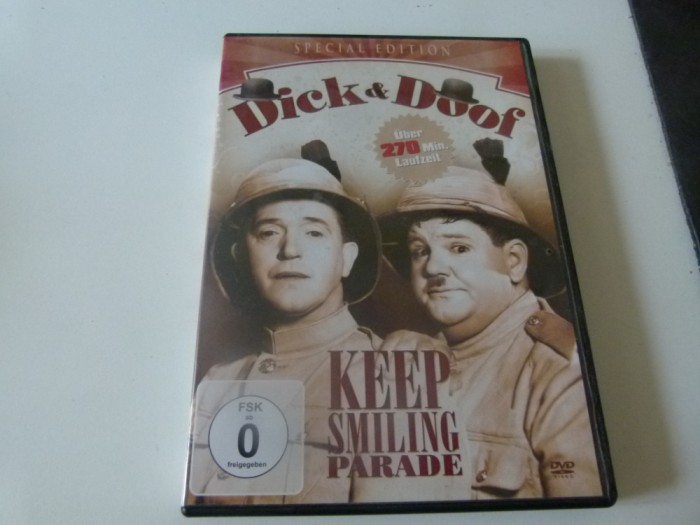 SPECIAL EDITION
Dick & Doof
Über
270 Min.
Laufzeit
KEEP
SMILING
PARADE
FSK
ab
0
freigegeben
DVD